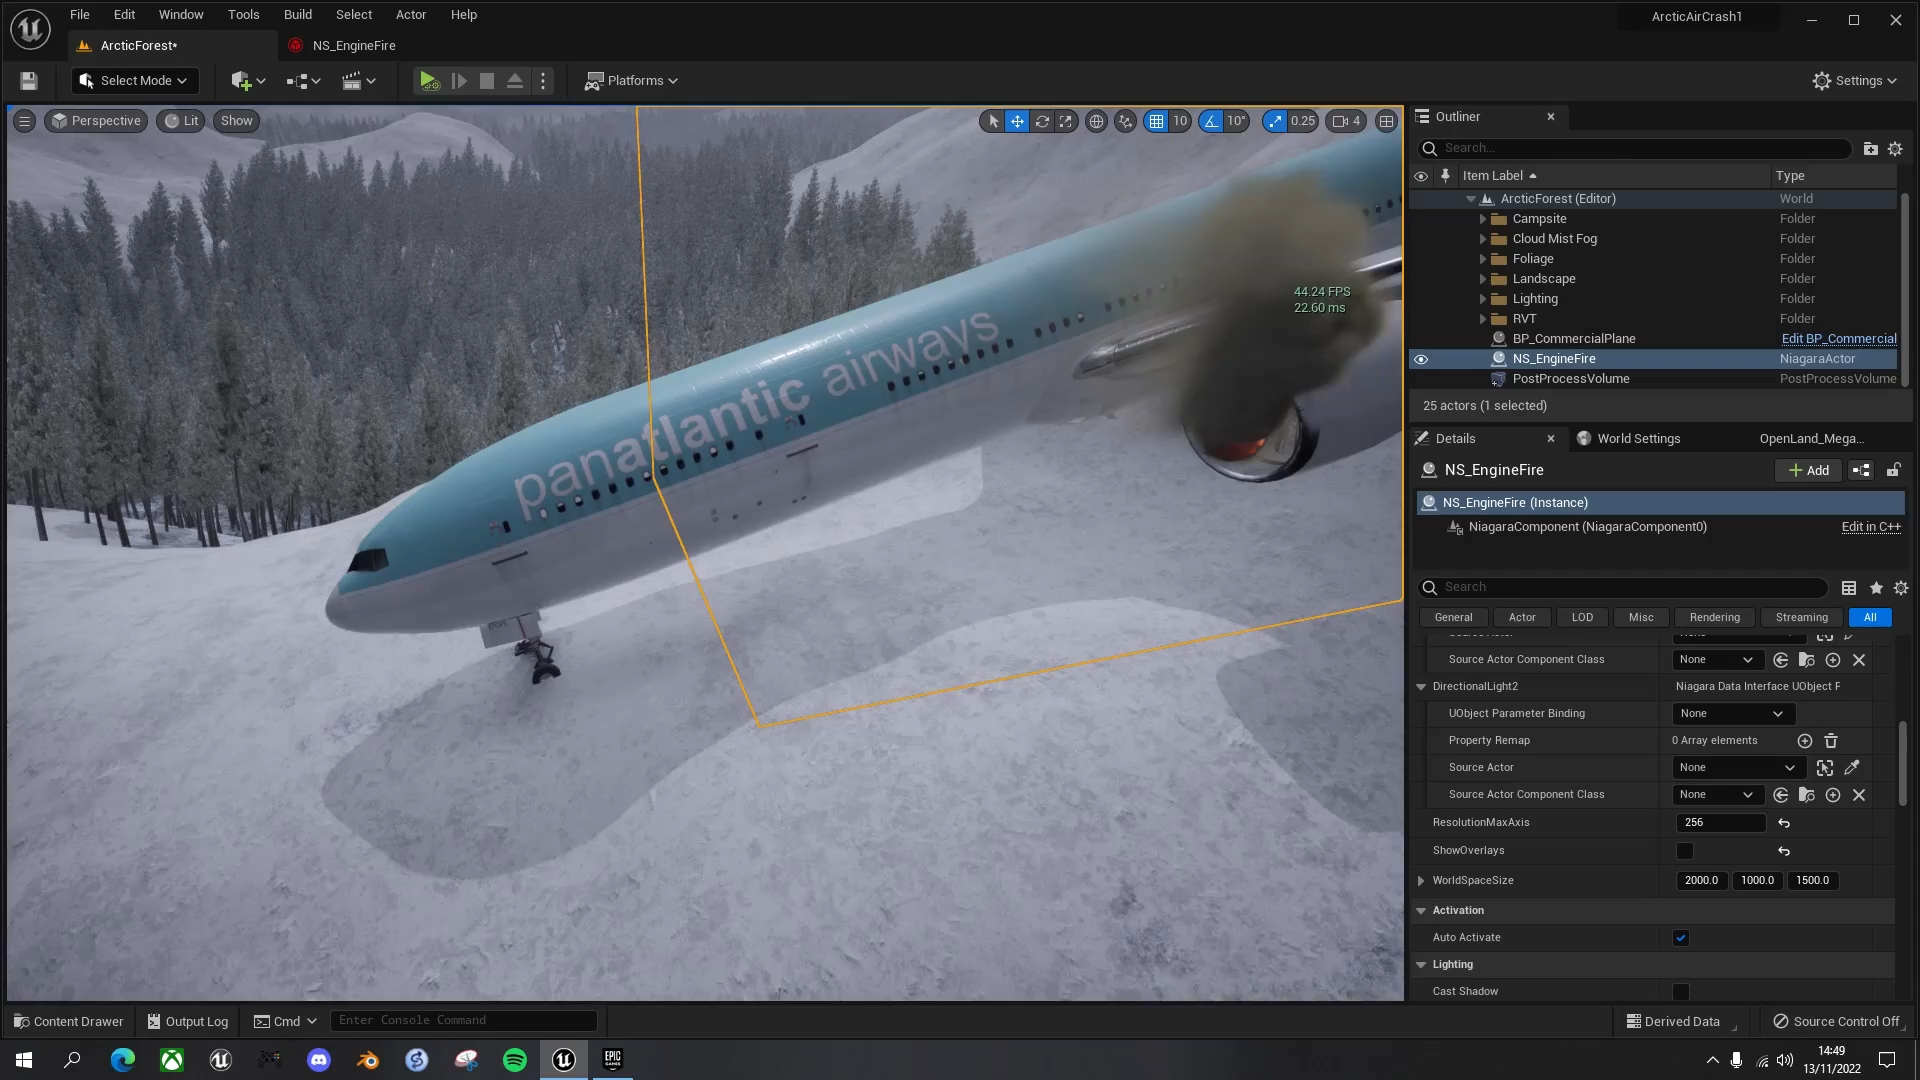 File Edit Window Tools Build Select Actor Help
ArcticAirCrash1
ArcticForest*
NS_EngineFire
Select Mode
Platforms
Settings
Perspective
Lit
Show
10
10°
0.25
4
44.24 FPS
22.60 ms
panatlantic airways
Outliner
Search...
Item Label
Type
ArcticForest (Editor) World
Campsite Folder
Cloud Mist Fog Folder
Foliage Folder
Landscape Folder
Lighting Folder
RVT Folder
BP_CommercialPlane Edit BP_Commercial
NS_EngineFire NiagaraActor
PostProcessVolume PostProcessVolume
25 actors (1 selected)
Details
World Settings
OpenLand_Mega...
NS_EngineFire
Add
NS_EngineFire (Instance)
NiagaraComponent (NiagaraComponent0) Edit in C++
Search
General Actor LOD Misc Rendering Streaming All
Source Actor Component Class None
DirectionalLight2 Niagara Data Interface UObject F
UObject Parameter Binding None
Property Remap 0 Array elements
Source Actor None
Source Actor Component Class None
ResolutionMaxAxis 256
ShowOverlays
WorldSpaceSize 2000.0 1000.0 1500.0
Activation
Auto Activate
Lighting
Cast Shadow
Content Drawer
Output Log
Cmd
Enter Console Command
Derived Data
Source Control Off
EPIC GAMES
14:49
13/11/2022